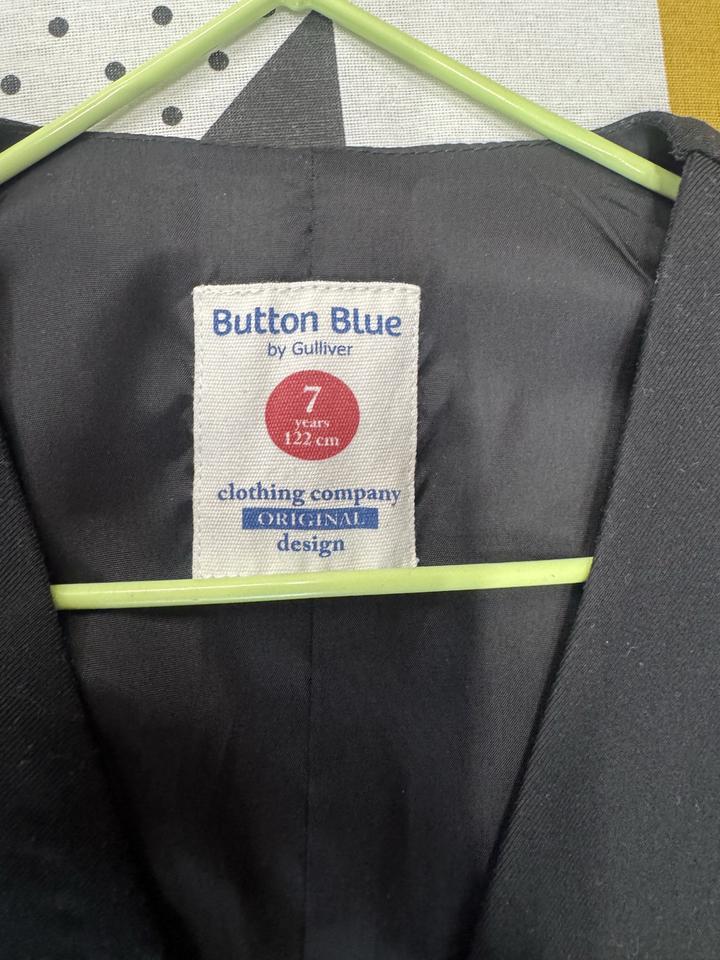 Button Blue
by Gulliver
7
years
122 cm
clothing company
ORIGINAL
design